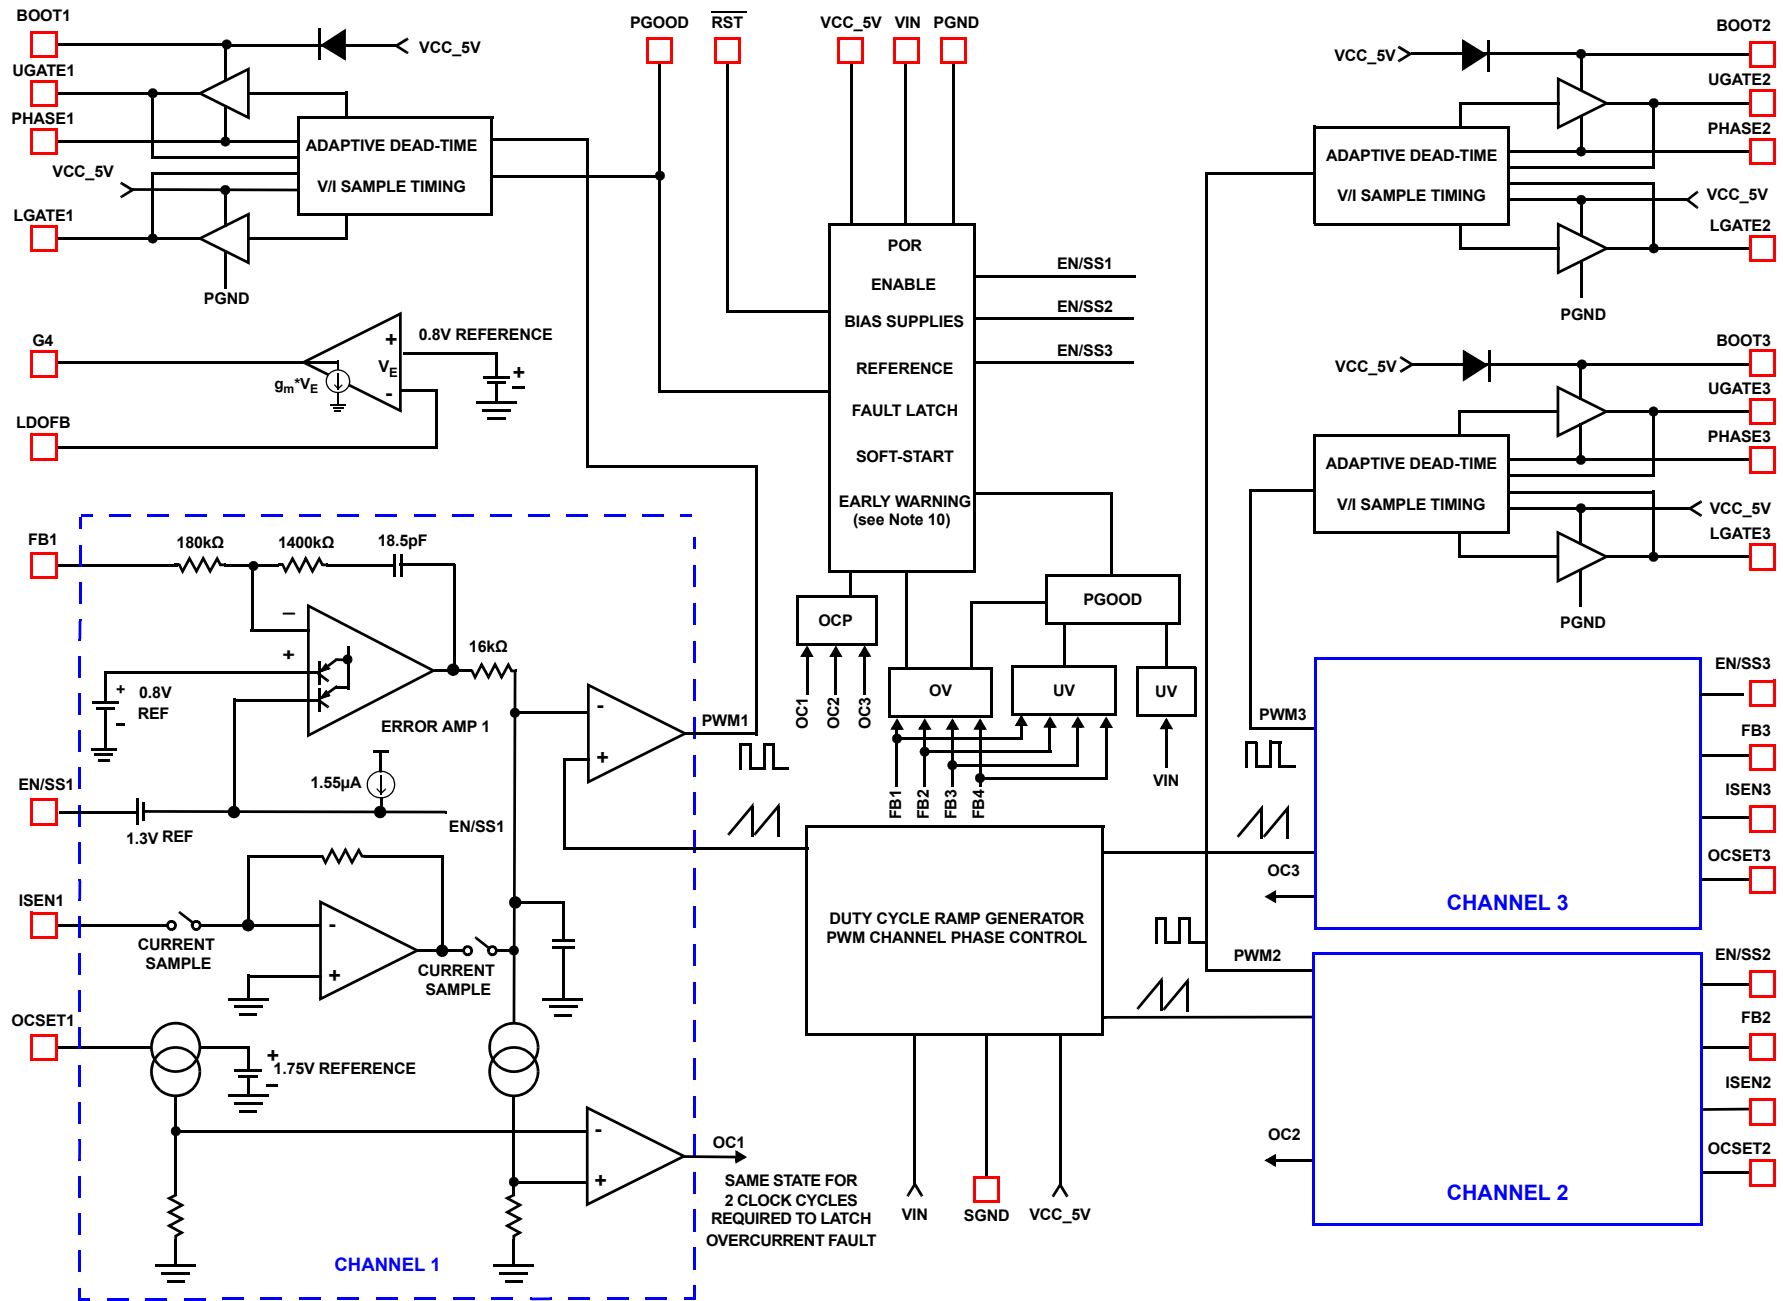 BOOT1
UGATE1
PHASE1
VCC_5V
LGATE1
VCC_5V
ADAPTIVE DEAD-TIME
V/I SAMPLE TIMING
PGND
G4
LDOFB
0.8V REFERENCE
+
VE
-
gm*VE
+
-
PGOOD
RST
VCC_5V
VIN
PGND
POR
ENABLE
BIAS SUPPLIES
REFERENCE
FAULT LATCH
SOFT-START
EARLY WARNING
(see Note 10)
EN/SS1
EN/SS2
EN/SS3
OCP
OC1
OC2
OC3
OV
UV
PGOOD
UV
FB1
FB2
FB3
FB4
VIN
VCC_5V
BOOT2
UGATE2
PHASE2
ADAPTIVE DEAD-TIME
V/I SAMPLE TIMING
VCC_5V
LGATE2
PGND
VCC_5V
BOOT3
UGATE3
PHASE3
ADAPTIVE DEAD-TIME
V/I SAMPLE TIMING
VCC_5V
LGATE3
PGND
FB1
180kΩ
1400kΩ
18.5pF
–
+
16kΩ
+
0.8V
REF
-
ERROR AMP 1
1.55µA
EN/SS1
1.3V REF
EN/SS1
-
+
PWM1
ISEN1
CURRENT
SAMPLE
-
+
CURRENT
SAMPLE
OCSET1
+
1.75V REFERENCE
-
-
+
OC1
SAME STATE FOR
2 CLOCK CYCLES
REQUIRED TO LATCH
OVERCURRENT FAULT
CHANNEL 1
DUTY CYCLE RAMP GENERATOR
PWM CHANNEL PHASE CONTROL
VIN
SGND
VCC_5V
PWM3
OC3
CHANNEL 3
EN/SS3
FB3
ISEN3
OCSET3
PWM2
OC2
CHANNEL 2
EN/SS2
FB2
ISEN2
OCSET2